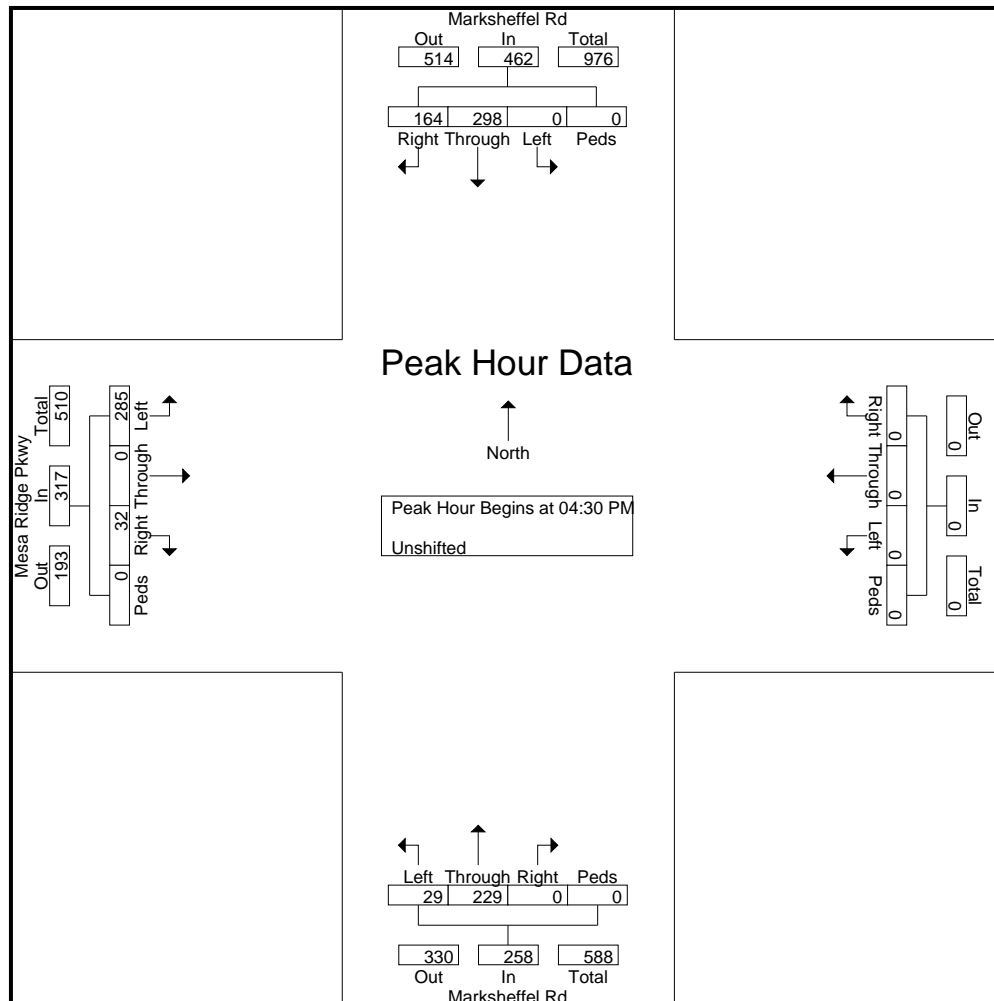 Marksheffel Rd
Out In Total
514 462 976
164 298 0 0
Right Through Left Peds
Peak Hour Data
North
Peak Hour Begins at 04:30 PM
Unshifted
Mesa Ridge Pkwy
Out In Total
193 317 510
0 32 0 285
Peds Right Through Left
Out In Total
0 0 0
0 0 0 0
Right Through Left Peds
Left Through Right Peds
29 229 0 0
330 258 588
Out In Total
Marksheffel Rd